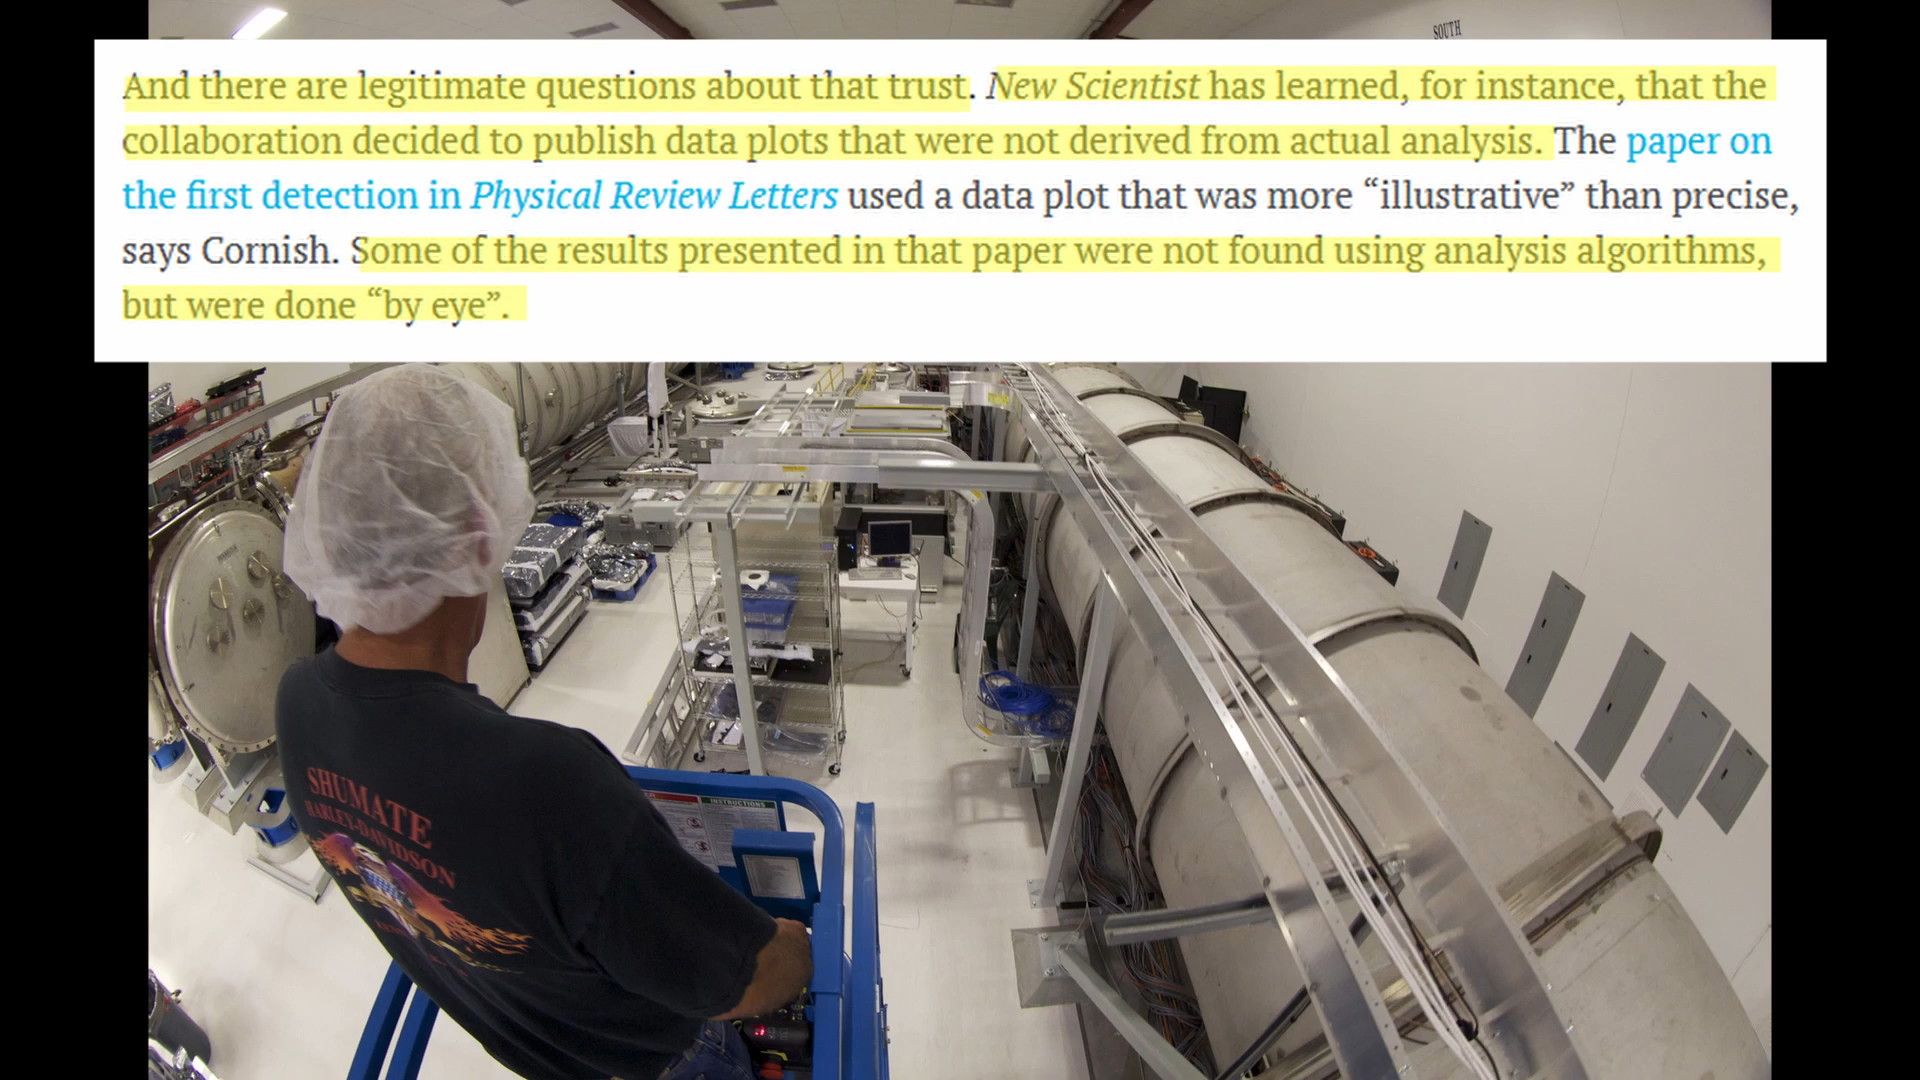 SOUTH
And there are legitimate questions about that trust. New Scientist has learned, for instance, that the
collaboration decided to publish data plots that were not derived from actual analysis. The paper on
the first detection in Physical Review Letters used a data plot that was more “illustrative” than precise,
says Cornish. Some of the results presented in that paper were not found using analysis algorithms,
but were done “by eye”.
INSTRUCTIONS
SHUMATE
HARLEY-DAVIDSON